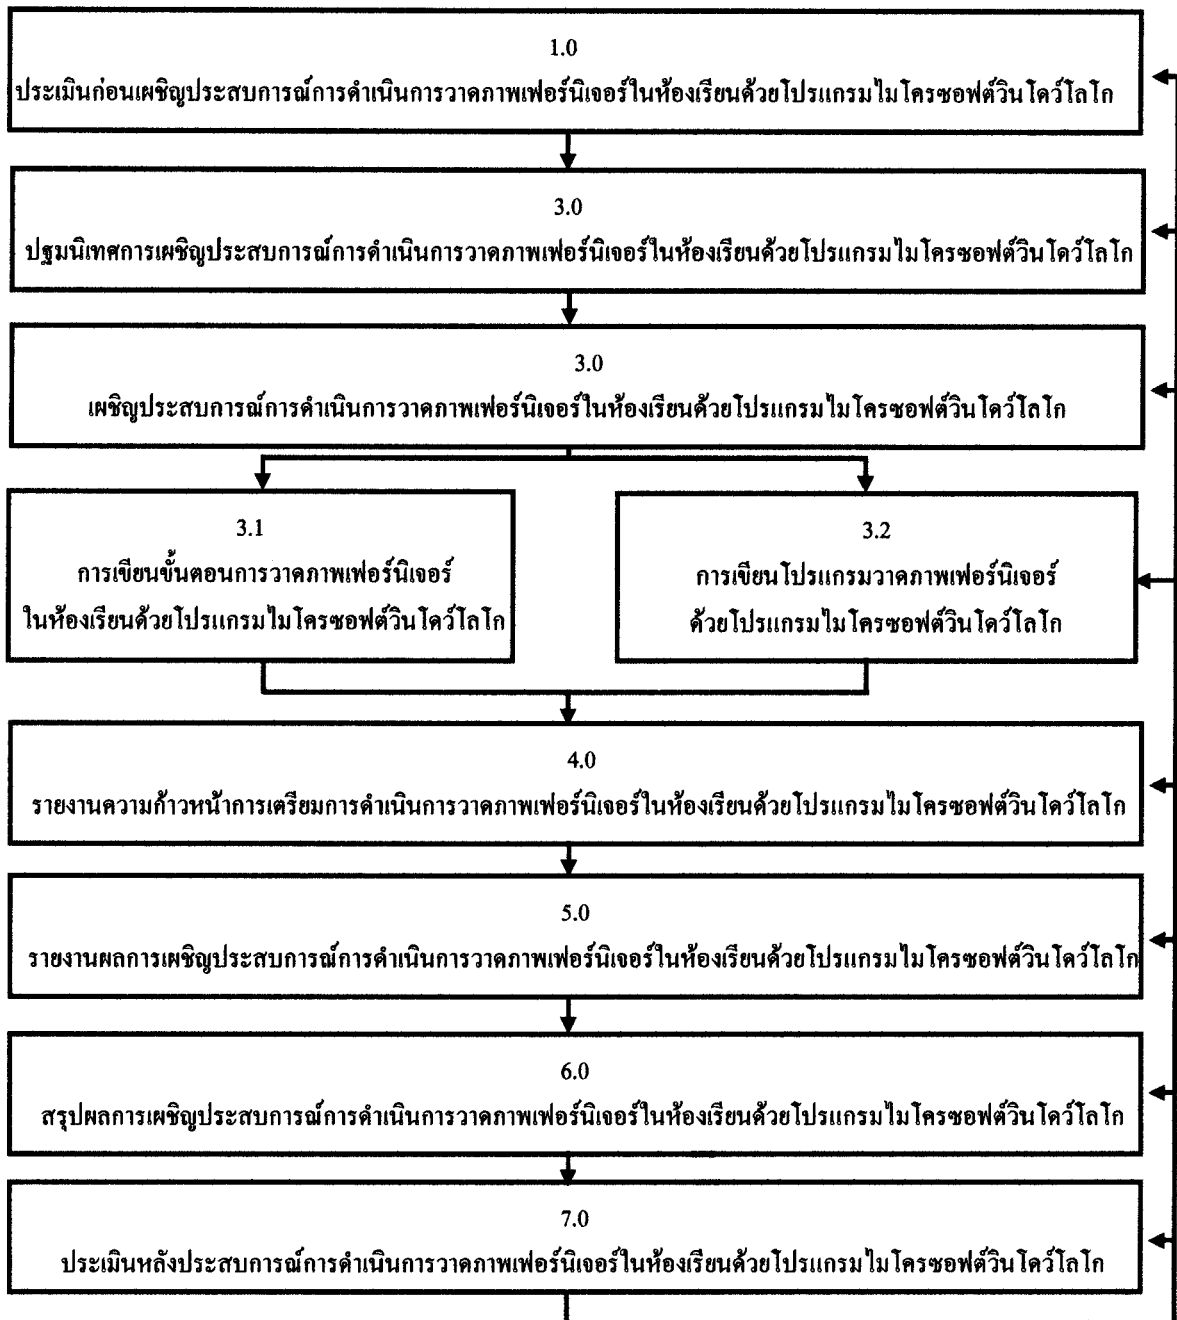 1.0
ประเมินก่อนเผชิญประสบการณ์การดำเนินการวาดภาพเฟอร์นิเจอร์ในห้องเรียนด้วยโปรแกรมไมโครซอฟต์วินโดว์โลโก
3.0
ปฐมนิเทศการเผชิญประสบการณ์การดำเนินการวาดภาพเฟอร์นิเจอร์ในห้องเรียนด้วยโปรแกรมไมโครซอฟต์วินโดว์โลโก
3.0
เผชิญประสบการณ์การดำเนินการวาดภาพเฟอร์นิเจอร์ในห้องเรียนด้วยโปรแกรมไมโครซอฟต์วินโดว์โลโก
3.1
การเขียนขั้นตอนการวาดภาพเฟอร์นิเจอร์
ในห้องเรียนด้วยโปรแกรมไมโครซอฟต์วินโดว์โลโก
3.2
การเขียนโปรแกรมวาดภาพเฟอร์นิเจอร์
ด้วยโปรแกรมไมโครซอฟต์วินโดว์โลโก
4.0
รายงานความก้าวหน้าการเตรียมการดำเนินการวาดภาพเฟอร์นิเจอร์ในห้องเรียนด้วยโปรแกรมไมโครซอฟต์วินโดว์โลโก
5.0
รายงานผลการเผชิญประสบการณ์การดำเนินการวาดภาพเฟอร์นิเจอร์ในห้องเรียนด้วยโปรแกรมไมโครซอฟต์วินโดว์โลโก
6.0
สรุปผลการเผชิญประสบการณ์การดำเนินการวาดภาพเฟอร์นิเจอร์ในห้องเรียนด้วยโปรแกรมไมโครซอฟต์วินโดว์โลโก
7.0
ประเมินหลังประสบการณ์การดำเนินการวาดภาพเฟอร์นิเจอร์ในห้องเรียนด้วยโปรแกรมไมโครซอฟต์วินโดว์โลโก